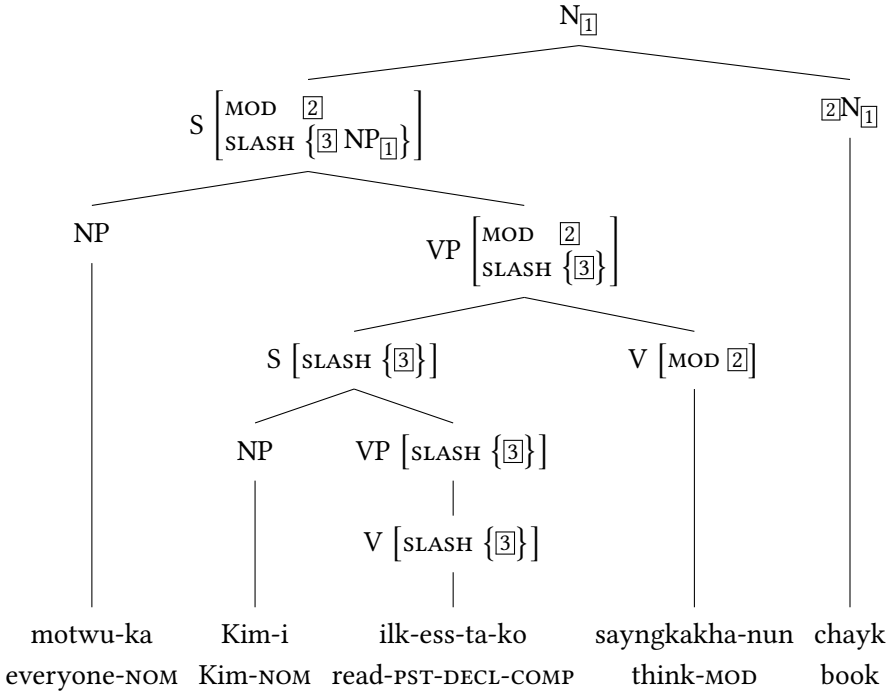 N1
S [MOD 2
SLASH {3 NP1}]
2N1
NP
VP [MOD 2
SLASH {3}]
S [SLASH {3}]
V [MOD 2]
NP
VP [SLASH {3}]
V [SLASH {3}]
motwu-ka Kim-i ilk-ess-ta-ko sayngkakha-nun chayk
everyone-NOM Kim-NOM read-PST-DECL-COMP think-MOD book